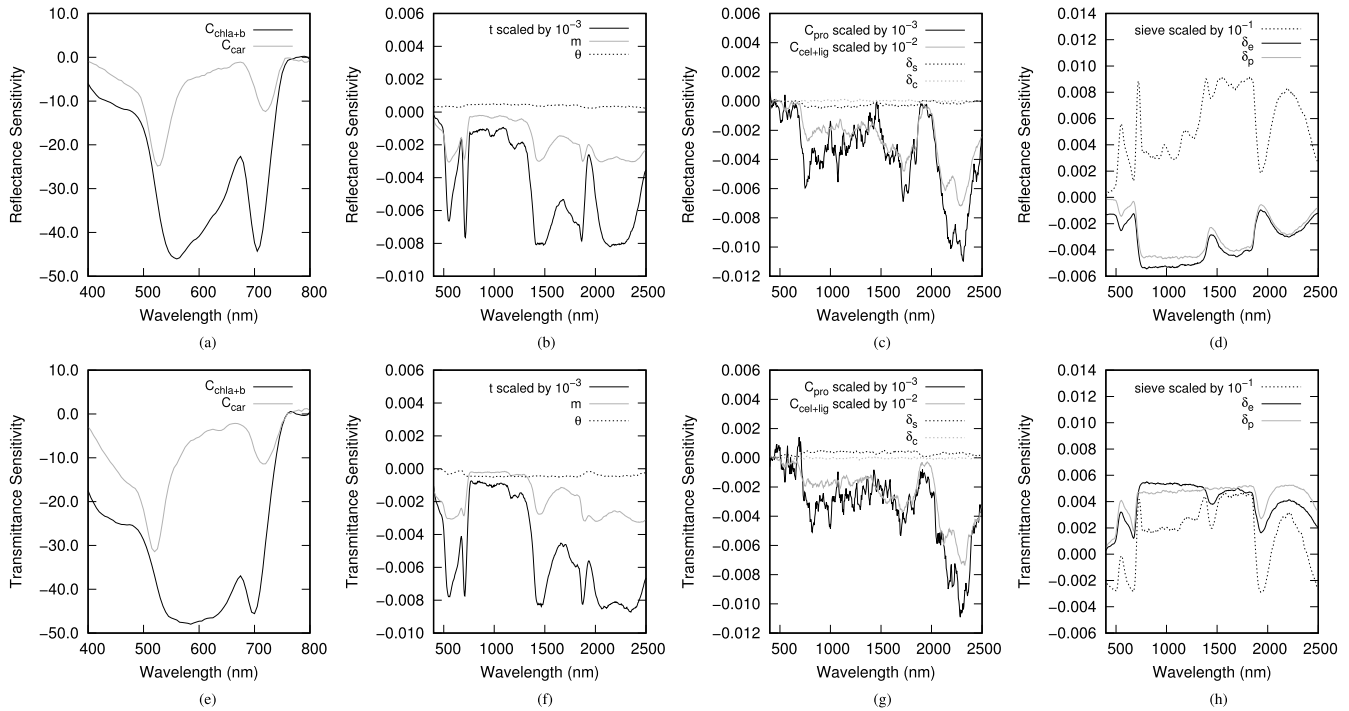 Reflectance Sensitivity
10.0
0.0
−10.0
−20.0
−30.0
−40.0
−50.0
C_chla+b
C_car
400 500 600 700 800
Wavelength (nm)
(a)
Reflectance Sensitivity
0.006
0.004
0.002
0.000
−0.002
−0.004
−0.006
−0.008
−0.010
t scaled by 10⁻³
m
θ
500 1000 1500 2000 2500
Wavelength (nm)
(b)
Reflectance Sensitivity
0.006
0.004
0.002
0.000
−0.002
−0.004
−0.006
−0.008
−0.010
−0.012
C_pro scaled by 10⁻³
C_cel+lig scaled by 10⁻²
δ_s
δ_c
500 1000 1500 2000 2500
Wavelength (nm)
(c)
Reflectance Sensitivity
0.014
0.012
0.010
0.008
0.006
0.004
0.002
0.000
−0.002
−0.004
−0.006
sieve scaled by 10⁻¹
δ_e
δ_p
500 1000 1500 2000 2500
Wavelength (nm)
(d)
Transmittance Sensitivity
10.0
0.0
−10.0
−20.0
−30.0
−40.0
−50.0
C_chla+b
C_car
400 500 600 700 800
Wavelength (nm)
(e)
Transmittance Sensitivity
0.006
0.004
0.002
0.000
−0.002
−0.004
−0.006
−0.008
−0.010
t scaled by 10⁻³
m
θ
500 1000 1500 2000 2500
Wavelength (nm)
(f)
Transmittance Sensitivity
0.006
0.004
0.002
0.000
−0.002
−0.004
−0.006
−0.008
−0.010
−0.012
C_pro scaled by 10⁻³
C_cel+lig scaled by 10⁻²
δ_s
δ_c
500 1000 1500 2000 2500
Wavelength (nm)
(g)
Transmittance Sensitivity
0.014
0.012
0.010
0.008
0.006
0.004
0.002
0.000
−0.002
−0.004
−0.006
sieve scaled by 10⁻¹
δ_e
δ_p
500 1000 1500 2000 2500
Wavelength (nm)
(h)